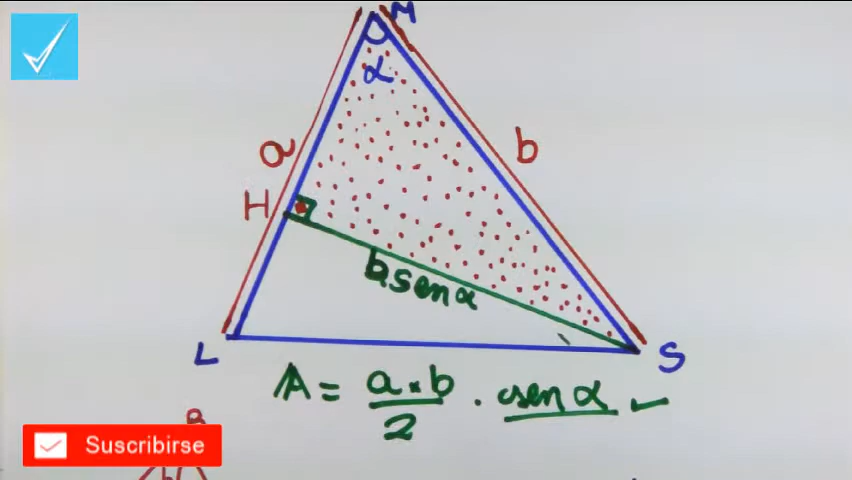 M
α
a
b
H
b senα
L
S
A = a × b / 2 · senα
Suscribirse